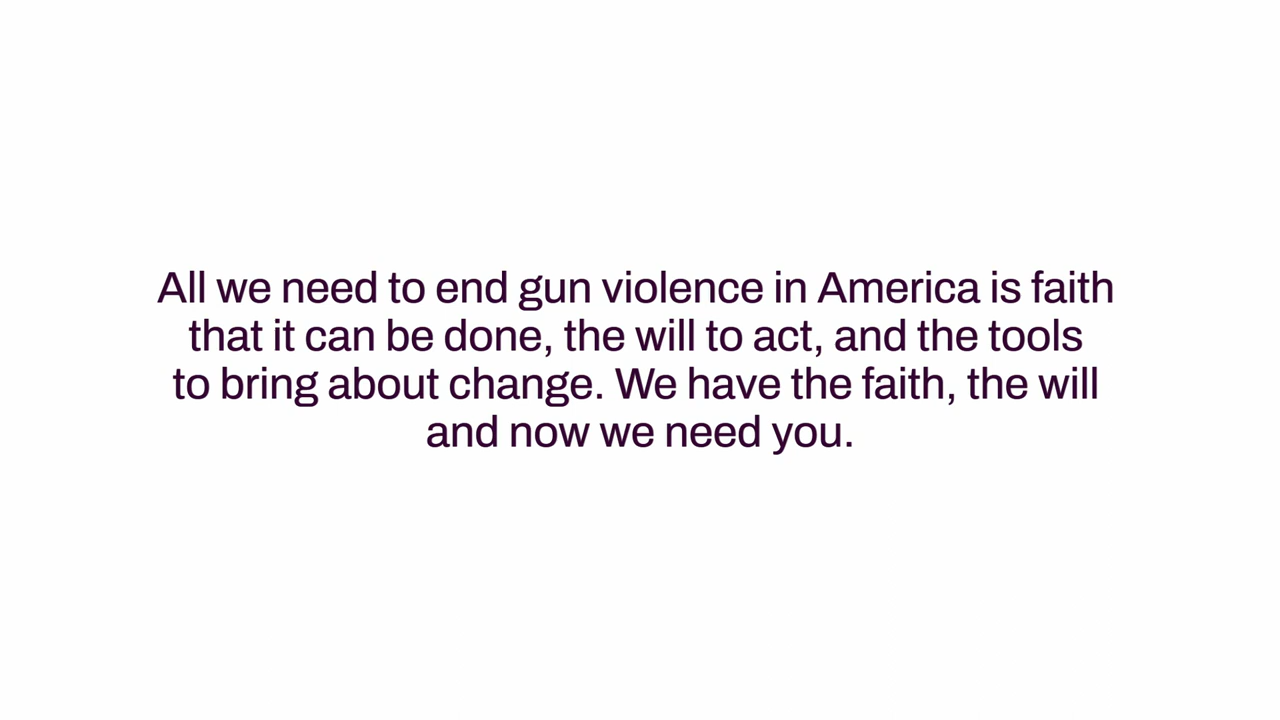 All we need to end gun violence in America is faith
that it can be done, the will to act, and the tools
to bring about change. We have the faith, the will
and now we need you.